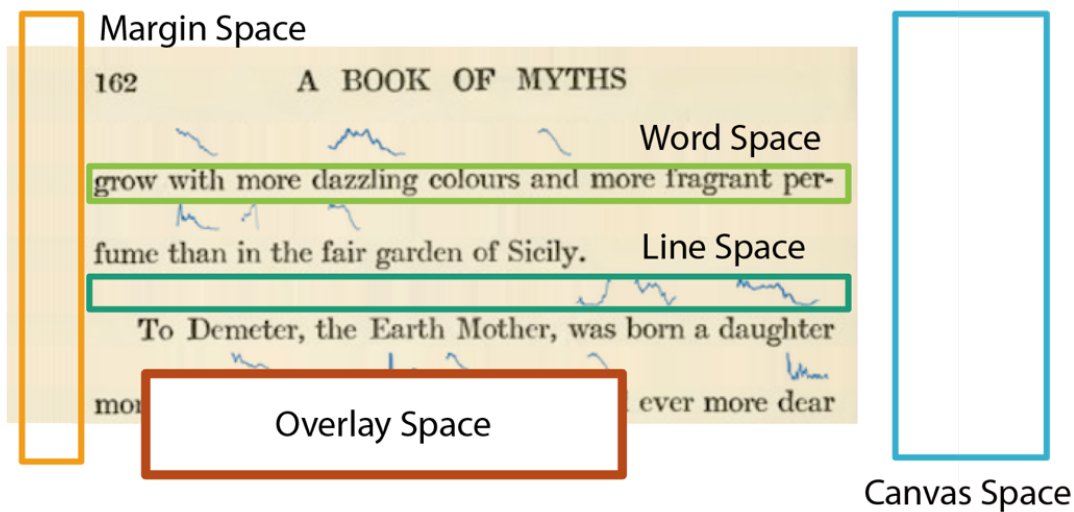 Margin Space
162 A BOOK OF MYTHS
Word Space
grow with more dazzling colours and more fragrant per-
fume than in the fair garden of Sicily.
Line Space
To Demeter, the Earth Mother, was born a daughter
ever more dear
Overlay Space
Canvas Space